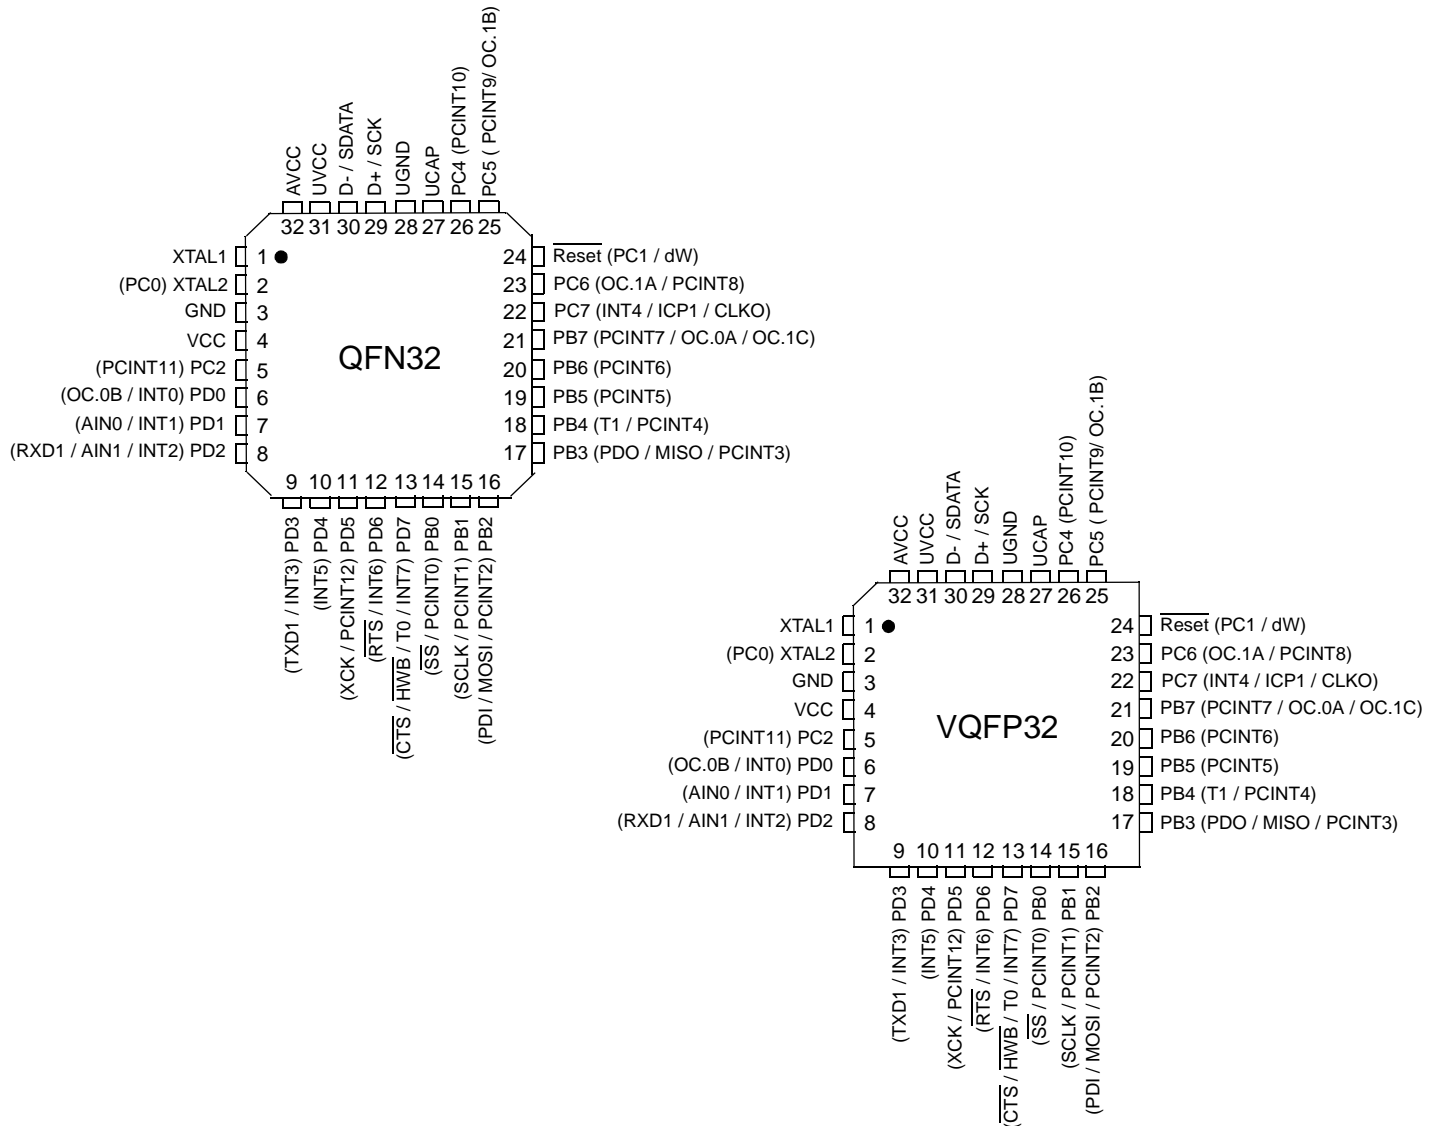 AVCC
UVCC
D- / SDATA
D+ / SCK
UGND
UCAP
PC4 (PCINT10)
PC5 ( PCINT9/ OC.1B)
32 31 30 29 28 27 26 25
XTAL1 1
(PC0) XTAL2 2
GND 3
VCC 4
(PCINT11) PC2 5
(OC.0B / INT0) PD0 6
(AIN0 / INT1) PD1 7
(RXD1 / AIN1 / INT2) PD2 8
QFN32
24 Reset (PC1 / dW)
23 PC6 (OC.1A / PCINT8)
22 PC7 (INT4 / ICP1 / CLKO)
21 PB7 (PCINT7 / OC.0A / OC.1C)
20 PB6 (PCINT6)
19 PB5 (PCINT5)
18 PB4 (T1 / PCINT4)
17 PB3 (PDO / MISO / PCINT3)
9 10 11 12 13 14 15 16
(TXD1 / INT3) PD3
(INT5) PD4
(XCK / PCINT12) PD5
(RTS / INT6) PD6
(CTS / HWB / T0 / INT7) PD7
(SS / PCINT0) PB0
(SCLK / PCINT1) PB1
(PDI / MOSI / PCINT2) PB2
AVCC
UVCC
D- / SDATA
D+ / SCK
UGND
UCAP
PC4 (PCINT10)
PC5 ( PCINT9/ OC.1B)
32 31 30 29 28 27 26 25
XTAL1 1
(PC0) XTAL2 2
GND 3
VCC 4
(PCINT11) PC2 5
(OC.0B / INT0) PD0 6
(AIN0 / INT1) PD1 7
(RXD1 / AIN1 / INT2) PD2 8
VQFP32
24 Reset (PC1 / dW)
23 PC6 (OC.1A / PCINT8)
22 PC7 (INT4 / ICP1 / CLKO)
21 PB7 (PCINT7 / OC.0A / OC.1C)
20 PB6 (PCINT6)
19 PB5 (PCINT5)
18 PB4 (T1 / PCINT4)
17 PB3 (PDO / MISO / PCINT3)
9 10 11 12 13 14 15 16
(TXD1 / INT3) PD3
(INT5) PD4
(XCK / PCINT12) PD5
(RTS / INT6) PD6
(CTS / HWB / T0 / INT7) PD7
(SS / PCINT0) PB0
(SCLK / PCINT1) PB1
(PDI / MOSI / PCINT2) PB2